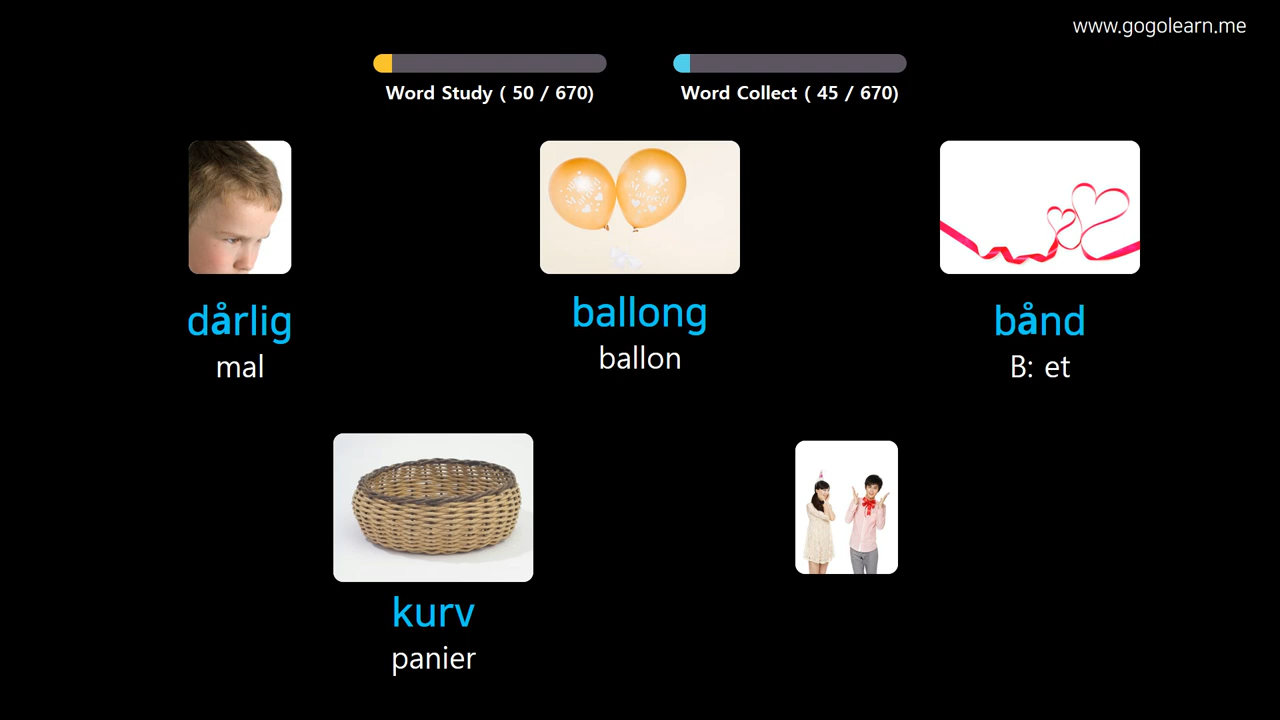 www.gogolearn.me
Word Study ( 50 / 670)
Word Collect ( 45 / 670)
dårlig
mal
ballong
ballon
bånd
B: et
kurv
panier